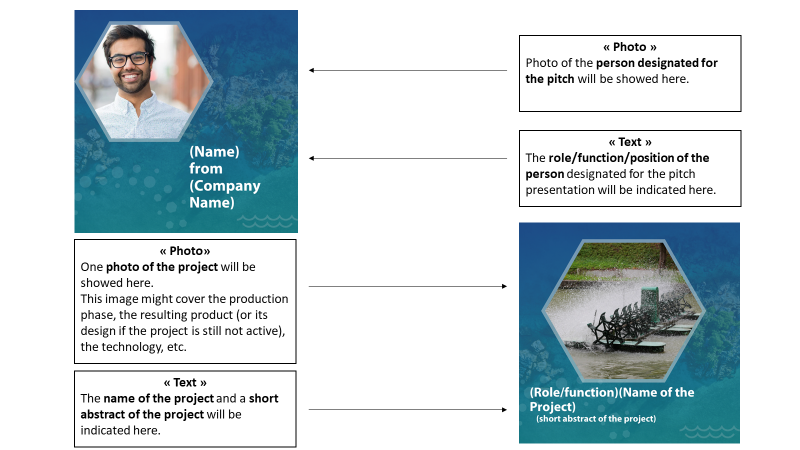 (Name)
from
(Company
Name)
« Photo »
Photo of the person designated for
the pitch will be showed here.
« Text »
The role/function/position of the
person designated for the pitch
presentation will be indicated here.
« Photo»
One photo of the project will be
showed here.
This image might cover the production
phase, the resulting product (or its
design if the project is still not active),
the technology, etc.
« Text »
The name of the project and a short
abstract of the project will be
indicated here.
(Role/function)(Name of the
Project)
(short abstract of the project)